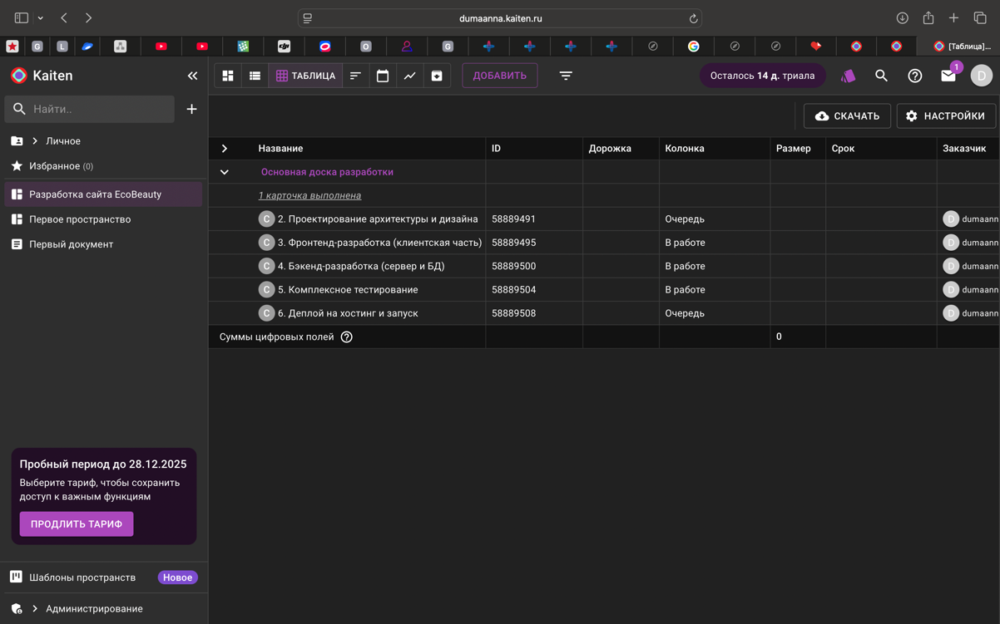 dumaanna.kaiten.ru
G
L
dji
O
G
[Таблица]...
Kaiten
ТАБЛИЦА
ДОБАВИТЬ
Осталось 14 д. триала
1
D
Найти..
СКАЧАТЬ
НАСТРОЙКИ
Личное
Избранное (0)
Разработка сайта EcoBeauty
Первое пространство
Первый документ
Название ID Дорожка Колонка Размер Срок Заказчик
Основная доска разработки
1 карточка выполнена
C 2. Проектирование архитектуры и дизайна 58889491 Очередь D dumaann
C 3. Фронтенд-разработка (клиентская часть) 58889495 В работе D dumaann
C 4. Бэкенд-разработка (сервер и БД) 58889500 В работе D dumaann
C 5. Комплексное тестирование 58889504 В работе D dumaann
C 6. Деплой на хостинг и запуск 58889508 Очередь D dumaann
Суммы цифровых полей ? 0
Пробный период до 28.12.2025
Выберите тариф, чтобы сохранить
доступ к важным функциям
ПРОДЛИТЬ ТАРИФ
Шаблоны пространств Новое
Администрирование